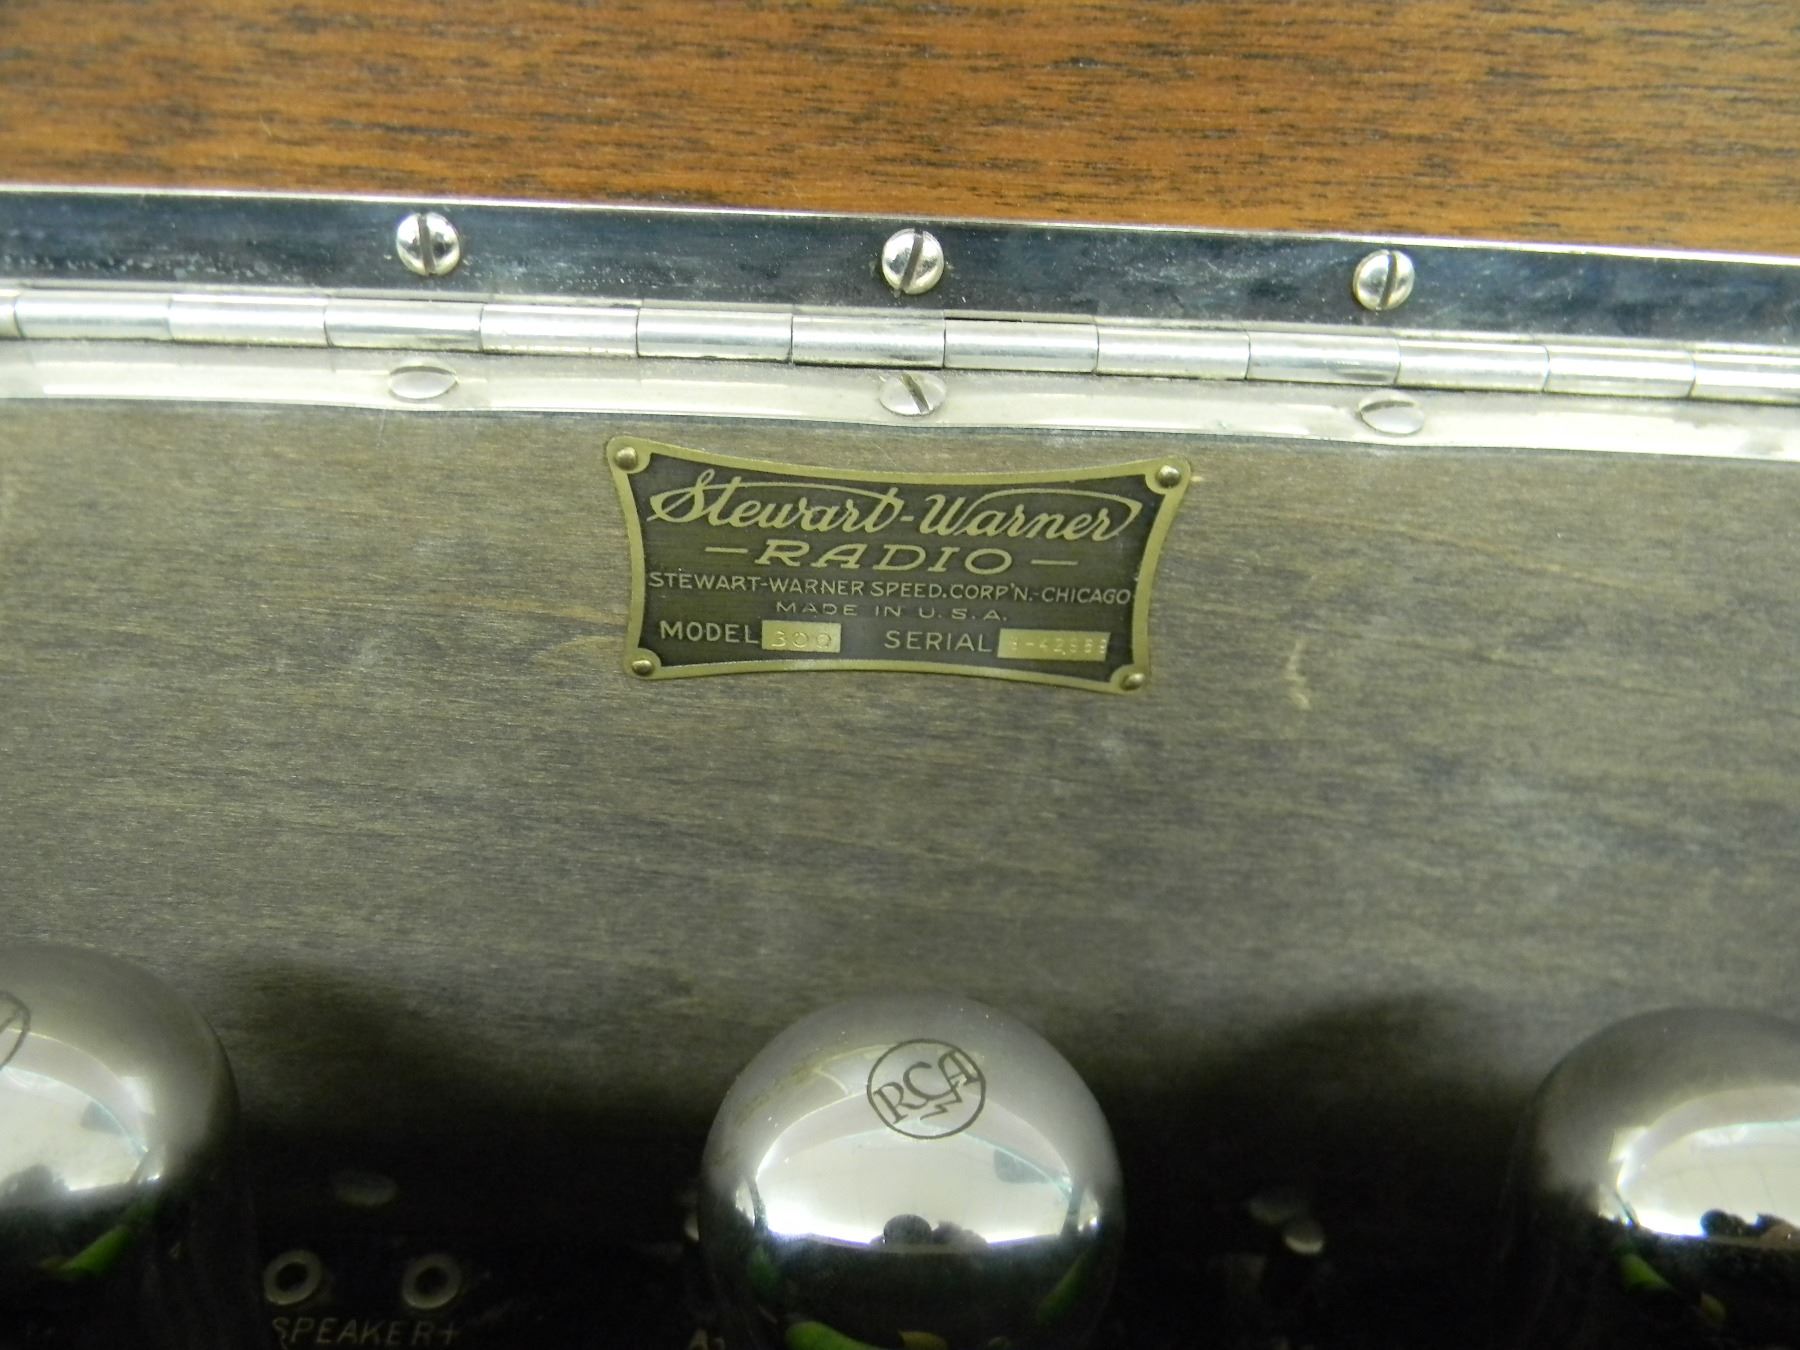 Stewart-Warner
-RADIO-
STEWART-WARNER SPEED. CORP'N.-CHICAGO
MADE IN U.S.A.
MODEL 300 SERIAL
RCA
SPEAKER+